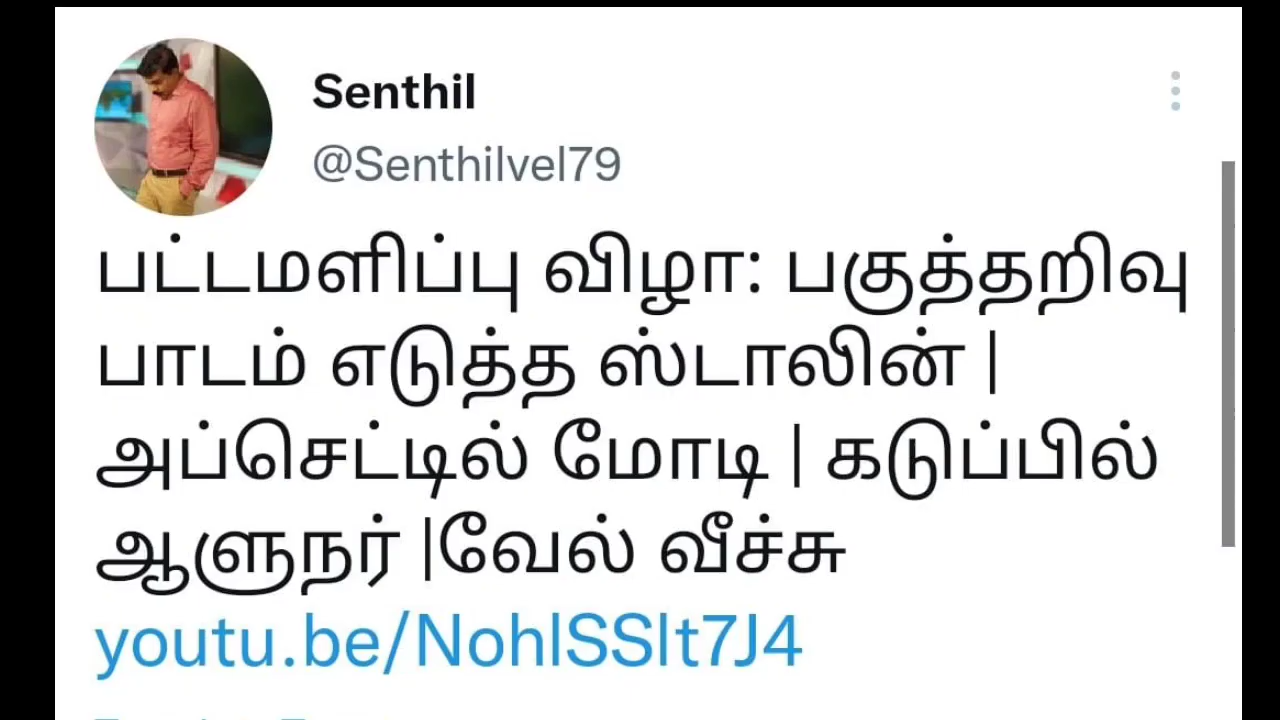 Senthil
@Senthilvel79
பட்டமளிப்பு விழா: பகுத்தறிவு
பாடம் எடுத்த ஸ்டாலின் |
அப்செட்டில் மோடி | கடுப்பில்
ஆளுநர் |வேல் வீச்சு
youtu.be/NohlSSlt7J4